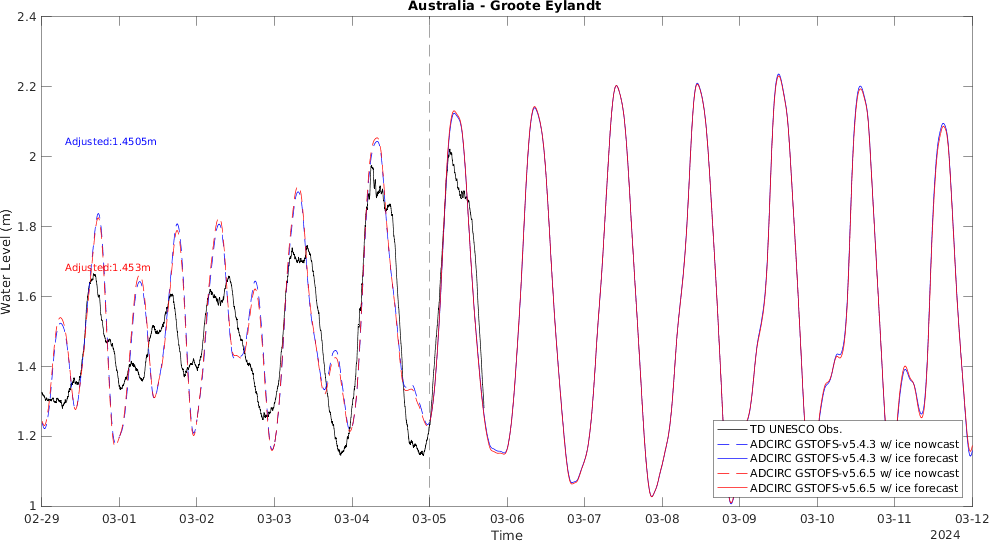 Australia - Groote Eylandt
2.4
2.2
2
1.8
1.6
1.4
1.2
1
Water Level (m)
Adjusted:1.4505m
Adjusted:1.453m
TD UNESCO Obs.
ADCIRC GSTOFS-v5.4.3 w/ ice nowcast
ADCIRC GSTOFS-v5.4.3 w/ ice forecast
ADCIRC GSTOFS-v5.6.5 w/ ice nowcast
ADCIRC GSTOFS-v5.6.5 w/ ice forecast
02-29 03-01 03-02 03-03 03-04 03-05 03-06 03-07 03-08 03-09 03-10 03-11 03-12
Time
2024